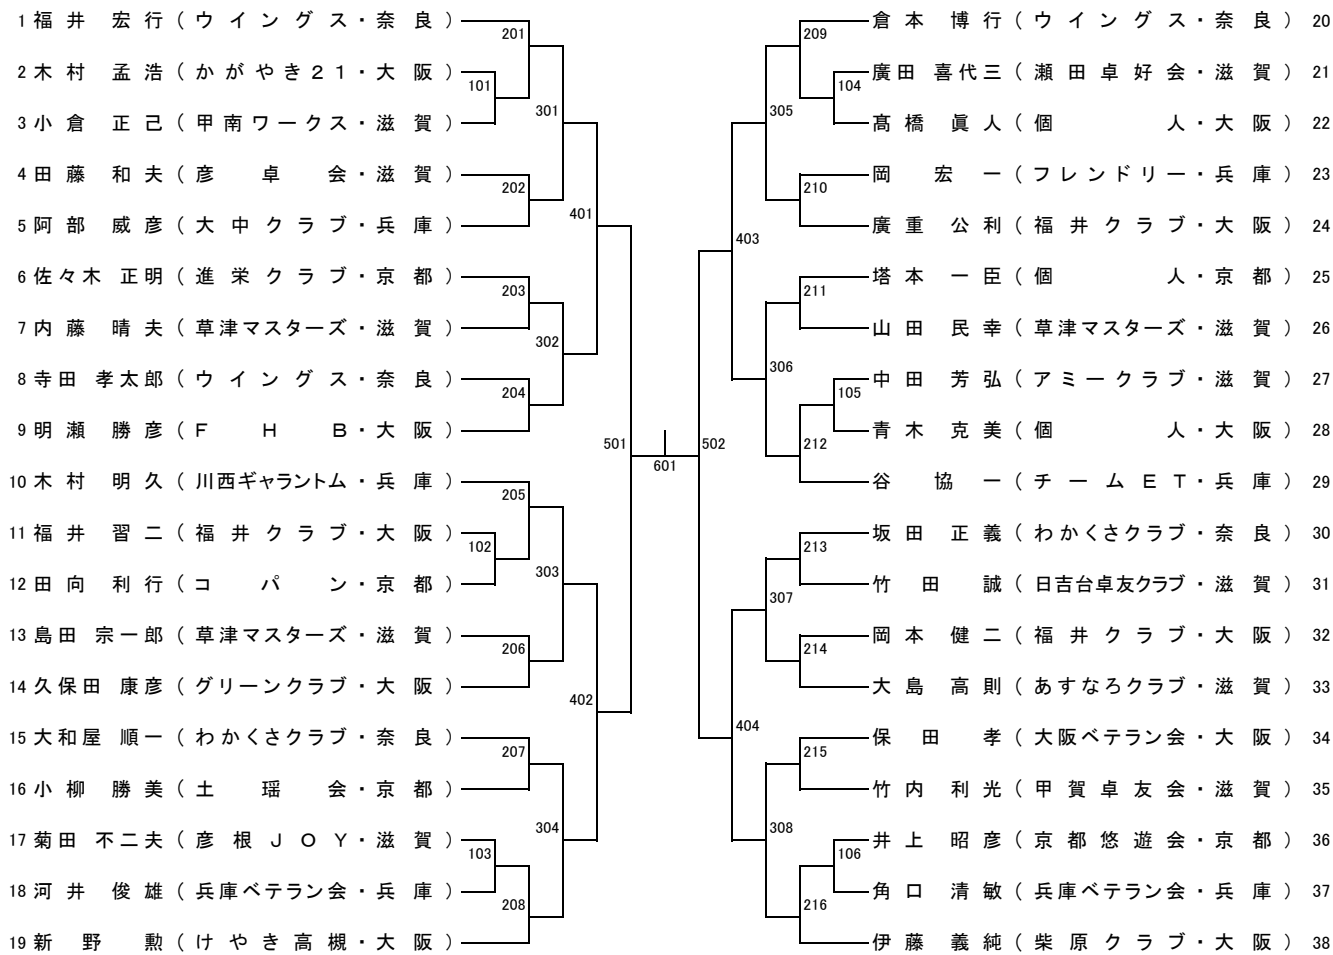 1 福井 宏行 ( ウイングス ・ 奈良 )
201
2 木村 孟浩 ( かがやき21 ・ 大阪 )
101
3 小倉 正己 ( 甲南ワークス ・ 滋賀 )
301
4 田藤 和夫 ( 彦卓会 ・ 滋賀 )
202
5 阿部 威彦 ( 大中クラブ ・ 兵庫 )
401
6 佐々木 正明 ( 進栄クラブ ・ 京都 )
203
7 内藤 晴夫 ( 草津マスターズ ・ 滋賀 )
302
8 寺田 孝太郎 ( ウイングス ・ 奈良 )
204
9 明瀬 勝彦 ( FHB ・ 大阪 )
501
10 木村 明久 ( 川西ギャラントム ・ 兵庫 )
205
11 福井 習二 ( 福井クラブ ・ 大阪 )
102
12 田向 利行 ( コパン ・ 京都 )
303
13 島田 宗一郎 ( 草津マスターズ ・ 滋賀 )
206
14 久保田 康彦 ( グリーンクラブ ・ 大阪 )
402
15 大和屋 順一 ( わかくさクラブ ・ 奈良 )
207
16 小柳 勝美 ( 土瑶会 ・ 京都 )
304
17 菊田 不二夫 ( 彦根JOY ・ 滋賀 )
103
18 河井 俊雄 ( 兵庫ベテラン会 ・ 兵庫 )
208
19 新野 勲 ( けやき高槻 ・ 大阪 )
601
倉本 博行 ( ウイングス ・ 奈良 ) 20
209
廣田 喜代三 ( 瀬田卓好会 ・ 滋賀 ) 21
104
髙橋 眞人 ( 個人 ・ 大阪 ) 22
305
岡 宏一 ( フレンドリー ・ 兵庫 ) 23
210
廣重 公利 ( 福井クラブ ・ 大阪 ) 24
403
塔本 一臣 ( 個人 ・ 京都 ) 25
211
山田 民幸 ( 草津マスターズ ・ 滋賀 ) 26
306
中田 芳弘 ( アミークラブ ・ 滋賀 ) 27
105
青木 克美 ( 個人 ・ 大阪 ) 28
212
502
谷 協一 ( チームET ・ 兵庫 ) 29
坂田 正義 ( わかくさクラブ ・ 奈良 ) 30
213
竹田 誠 ( 日吉台卓友クラブ ・ 滋賀 ) 31
307
岡本 健二 ( 福井クラブ ・ 大阪 ) 32
214
大島 高則 ( あすなろクラブ ・ 滋賀 ) 33
404
保田 孝 ( 大阪ベテラン会 ・ 大阪 ) 34
215
竹内 利光 ( 甲賀卓友会 ・ 滋賀 ) 35
308
井上 昭彦 ( 京都悠遊会 ・ 京都 ) 36
106
角口 清敏 ( 兵庫ベテラン会 ・ 兵庫 ) 37
216
伊藤 義純 ( 柴原クラブ ・ 大阪 ) 38